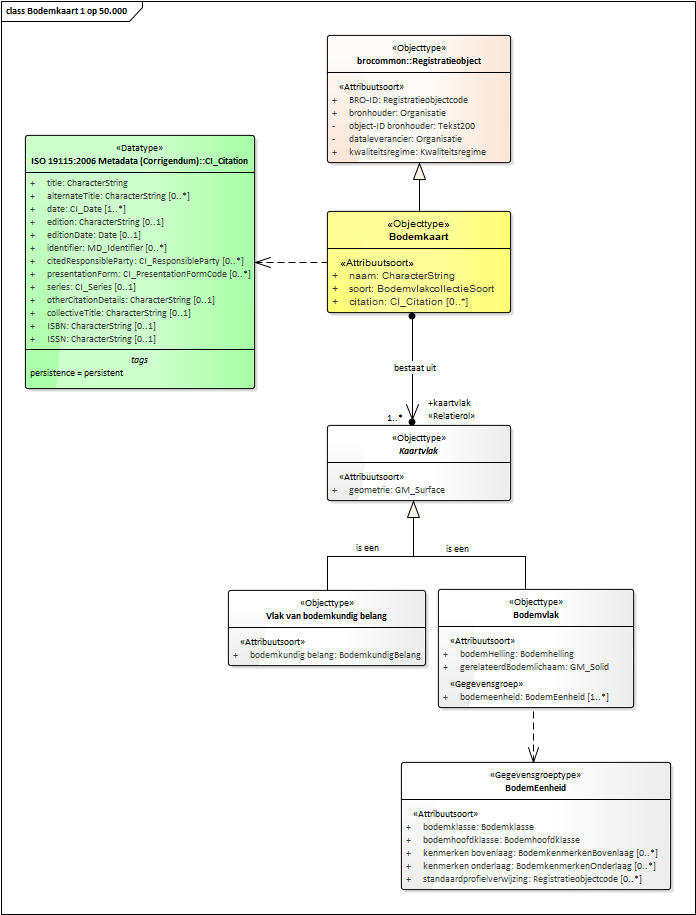 class Bodemkaart 1 op 50.000
«Objecttype»
brocommon::Registratieobject
«Attribuutsoort»
+ BRO-ID: Registratieobjectcode
+ bronhouder: Organisatie
- object-ID bronhouder: Tekst200
- dataleverancier: Organisatie
+ kwaliteitsregime: Kwaliteitsregime
«Datatype»
ISO 19115:2006 Metadata (Corrigendum)::CI_Citation
+ title: CharacterString
+ alternateTitle: CharacterString [0..*]
+ date: CI_Date [1..*]
+ edition: CharacterString [0..1]
+ editionDate: Date [0..1]
+ identifier: MD_Identifier [0..*]
+ citedResponsibleParty: CI_ResponsibleParty [0..*]
+ presentationForm: CI_PresentationFormCode [0..*]
+ series: CI_Series [0..1]
+ otherCitationDetails: CharacterString [0..1]
+ collectiveTitle: CharacterString [0..1]
+ ISBN: CharacterString [0..1]
+ ISSN: CharacterString [0..1]
tags
persistence = persistent
«Objecttype»
Bodemkaart
«Attribuutsoort»
+ naam: CharacterString
+ soort: BodemvlakcollectieSoort
+ citation: CI_Citation [0..*]
bestaat uit
+kaartvlak
1..* «Relatierol»
«Objecttype»
Kaartvlak
«Attribuutsoort»
+ geometrie: GM_Surface
is een
is een
«Objecttype»
Vlak van bodemkundig belang
«Attribuutsoort»
+ bodemkundig belang: BodemkundigBelang
«Objecttype»
Bodemvlak
«Attribuutsoort»
+ bodemHelling: Bodemhelling
+ gerelateerdBodemlichaam: GM_Solid
«Gegevensgroep»
+ bodemeenheid: BodemEenheid [1..*]
«Gegevensgroeptype»
BodemEenheid
«Attribuutsoort»
+ bodemklasse: Bodemklasse
+ bodemhoofdklasse: Bodemhoofdklasse
+ kenmerken bovenlaag: BodemkenmerkenBovenlaag [0..*]
+ kenmerken onderlaag: BodemkenmerkenOnderlaag [0..*]
+ standaardprofielverwijzing: Registratieobjectcode [0..*]